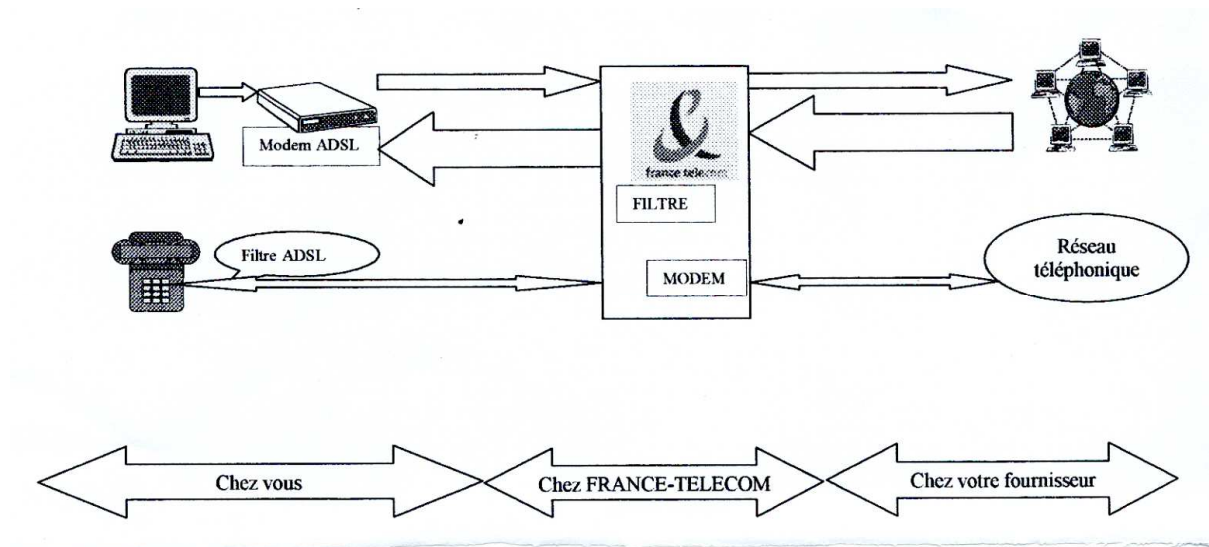 Modem ADSL
france telecom
FILTRE
Filtre ADSL
MODEM
Réseau
téléphonique
Chez vous
Chez FRANCE-TELECOM
Chez votre fournisseur